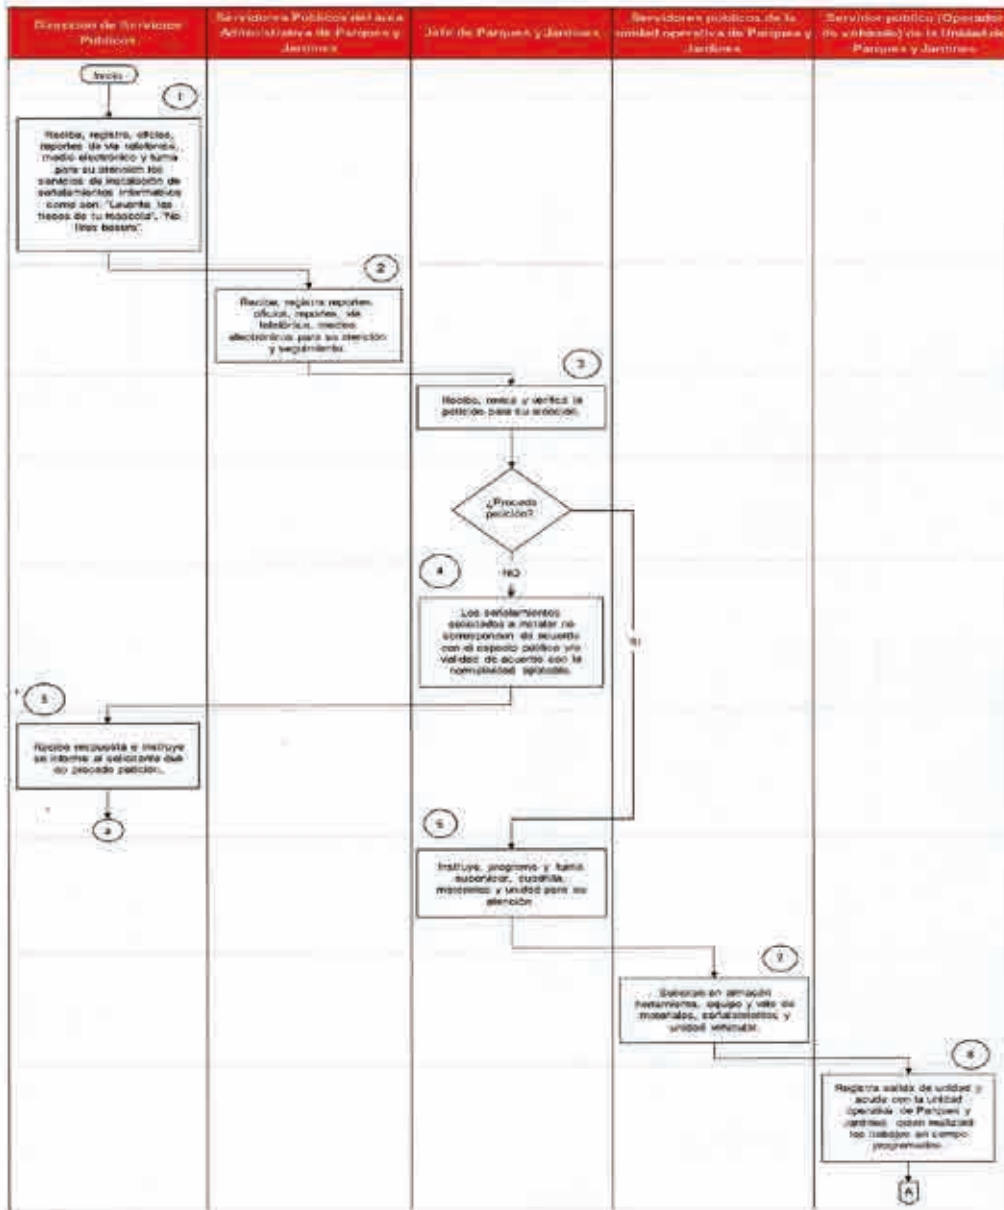 Dirección de Servicios
Públicos
Servidores Públicos del área
Administrativa de Parques y
Jardines
Jefe de Parques y Jardines
Servidores públicos de la
unidad operativa de Parques y
Jardines
Servidor público (Operador
de vehículo) de la Unidad de
Parques y Jardines
Inicio
1
Recibe, registra, oficios,
reportes de vía telefónica,
medio electrónico y turna
para su atención los
servicios de instalación de
señalamientos informativos
como son: "Levanta las
heces de tu mascota", "No
tires basura".
2
Recibe, registra reportes,
oficios, reportes, vía
telefónica, medios
electrónicos para su atención
y seguimiento.
3
Recibe, revisa y verifica la
petición para su atención.
¿Procede
petición?
NO
SI
4
Los señalamientos
solicitados a instalar no
corresponden de acuerdo
con el espacio público y/o
vialidad de acuerdo con la
normatividad aplicable.
5
Recibe respuesta e instruye
se informe al solicitante que
no procede petición.
a
Instruye, programa y turna
supervisor, cuadrilla,
materiales y unidad para su
atención
7
en almacén
herramienta, equipo y vale de
materiales, señalamientos, y
unidad vehicular.
8
Registra salida de unidad y
acude con la unidad
operativa de Parques y
Jardines quien realizará
los trabajos en campo
programados.
A